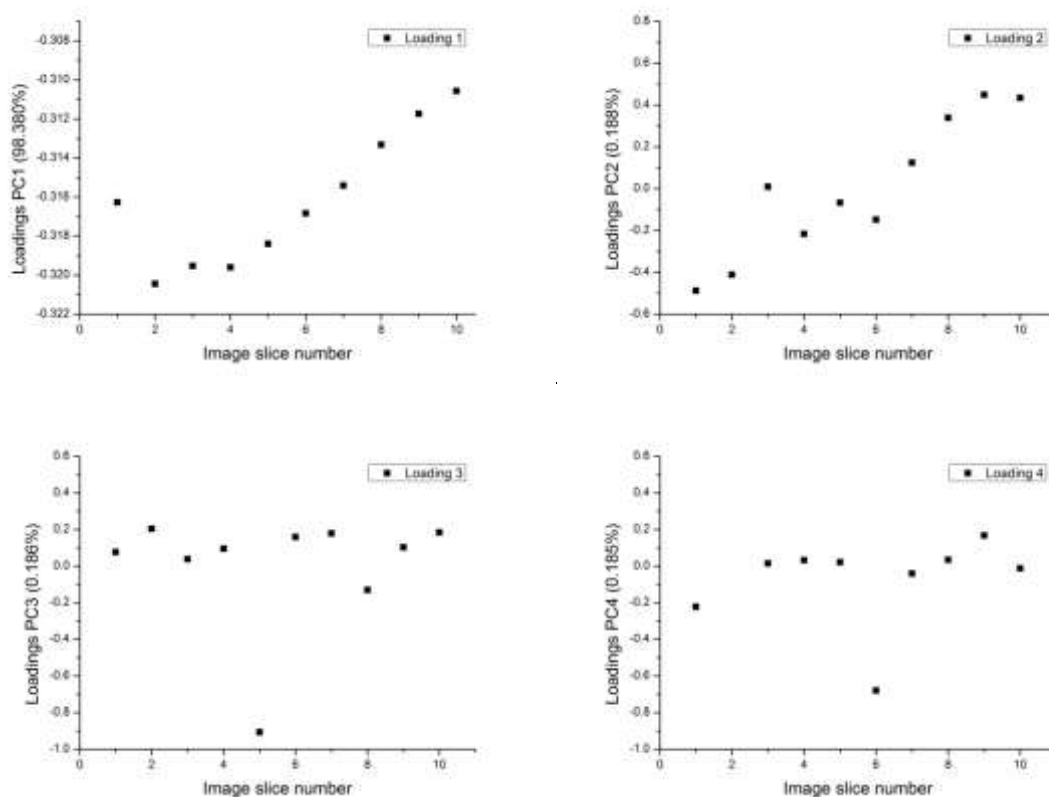 Loadings PC1 (98.380%)
-0.308
-0.310
-0.312
-0.314
-0.316
-0.318
-0.320
-0.322
Loading 1
0 2 4 6 8 10
Image slice number
Loadings PC2 (0.188%)
0.8
0.6
0.4
0.2
0.0
-0.2
-0.4
-0.6
Loading 2
0 2 4 6 8 10
Image slice number
Loadings PC3 (0.186%)
0.6
0.4
0.2
0.0
-0.2
-0.4
-0.6
-0.8
-1.0
Loading 3
0 2 4 6 8 10
Image slice number
Loadings PC4 (0.185%)
0.6
0.4
0.2
0.0
-0.2
-0.4
-0.6
-0.8
-1.0
Loading 4
0 2 4 6 8 10
Image slice number